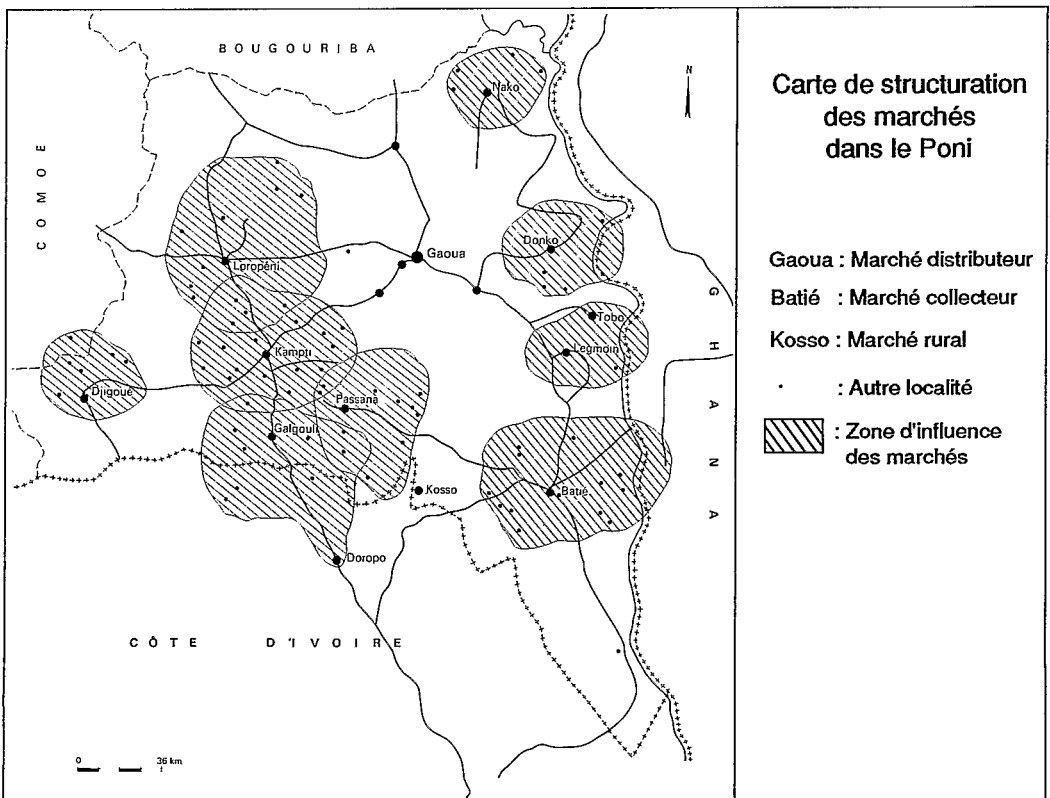 BOUGOURIBA
COMOE
N
Nako
Loropéni
Gaoua
Donko
Tobo
Legmoin
Kampti
Djigoué
Passana
Galgouli
Kosso
Batié
Doropo
GHANA
CÔTE D'IVOIRE
0 36 km
Carte de structuration
des marchés
dans le Poni
Gaoua : Marché distributeur
Batié : Marché collecteur
Kosso : Marché rural
: Autre localité
: Zone d'influence
des marchés